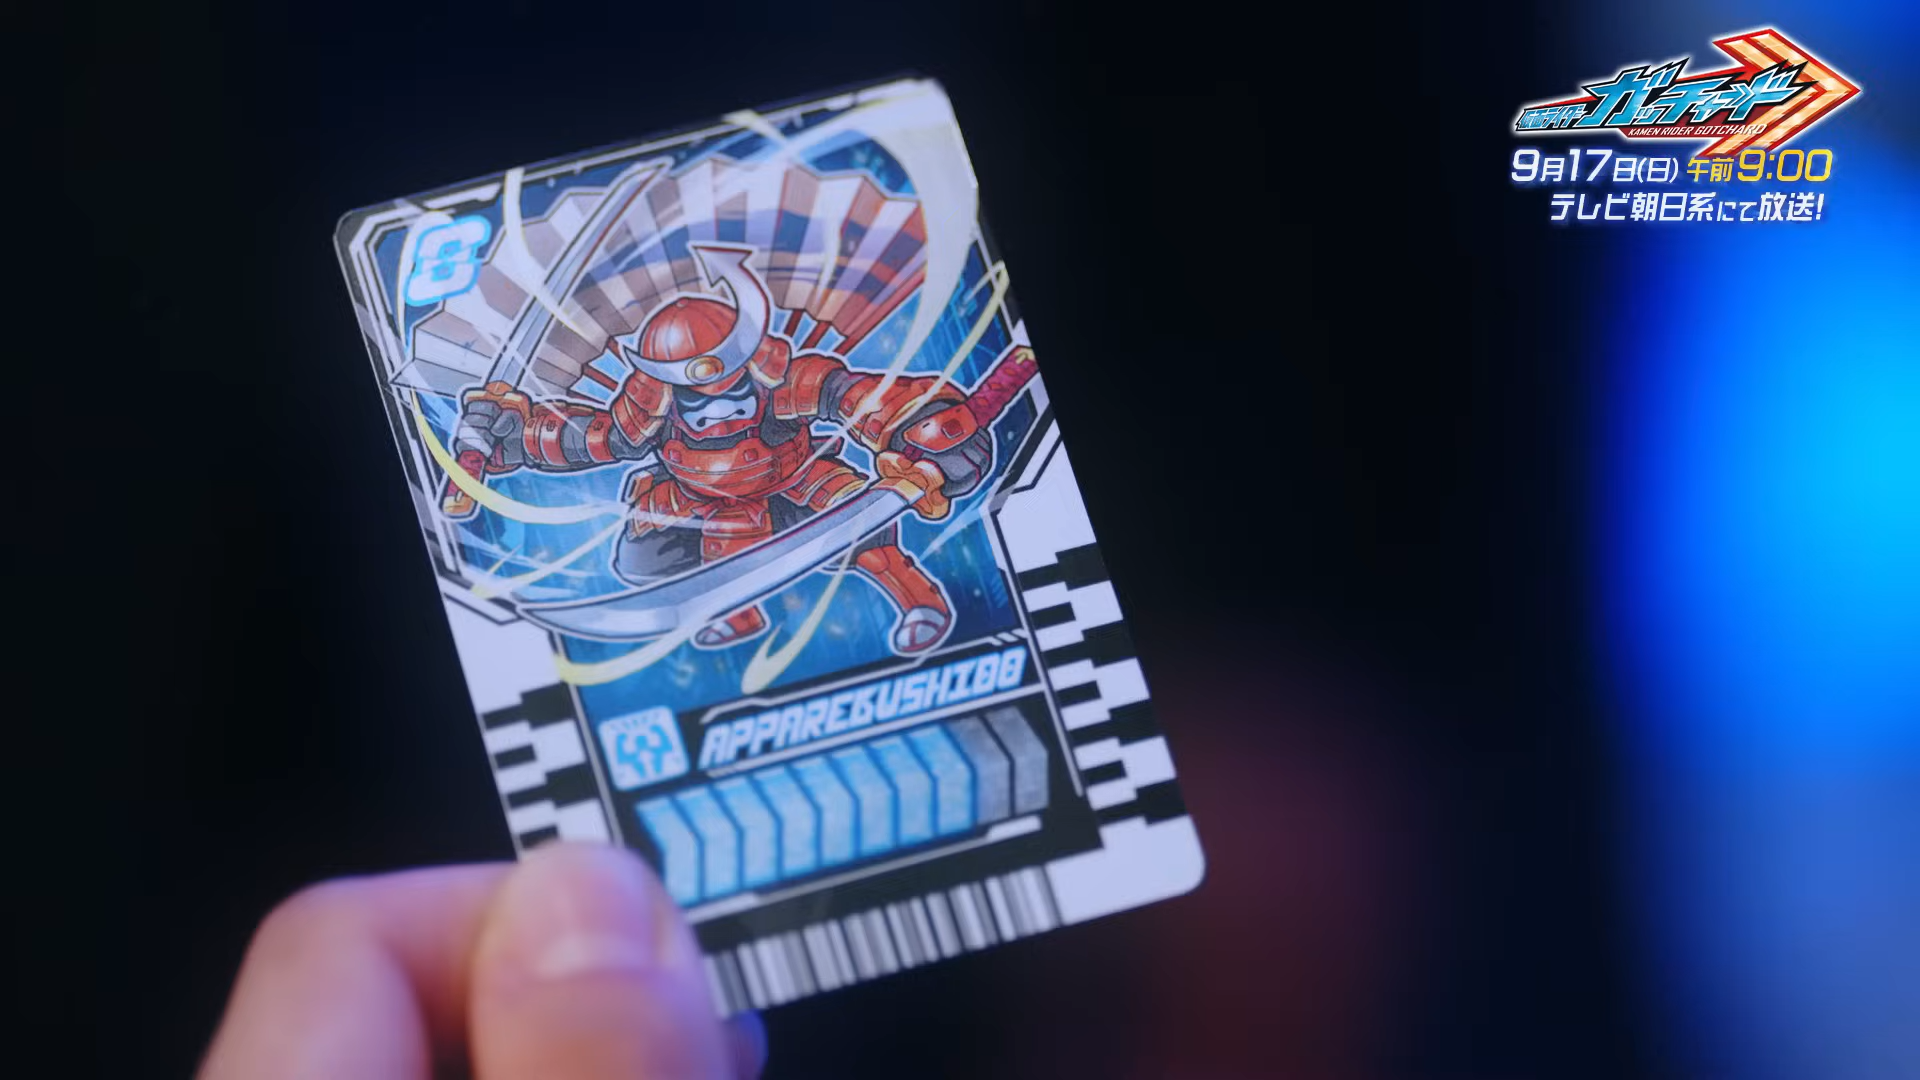 仮面ライダー ガッチャード
KAMEN RIDER GOTCHARD
9月17日(日) 午前9:00
テレビ朝日系にて放送!
8
APPAREBUSHIDO